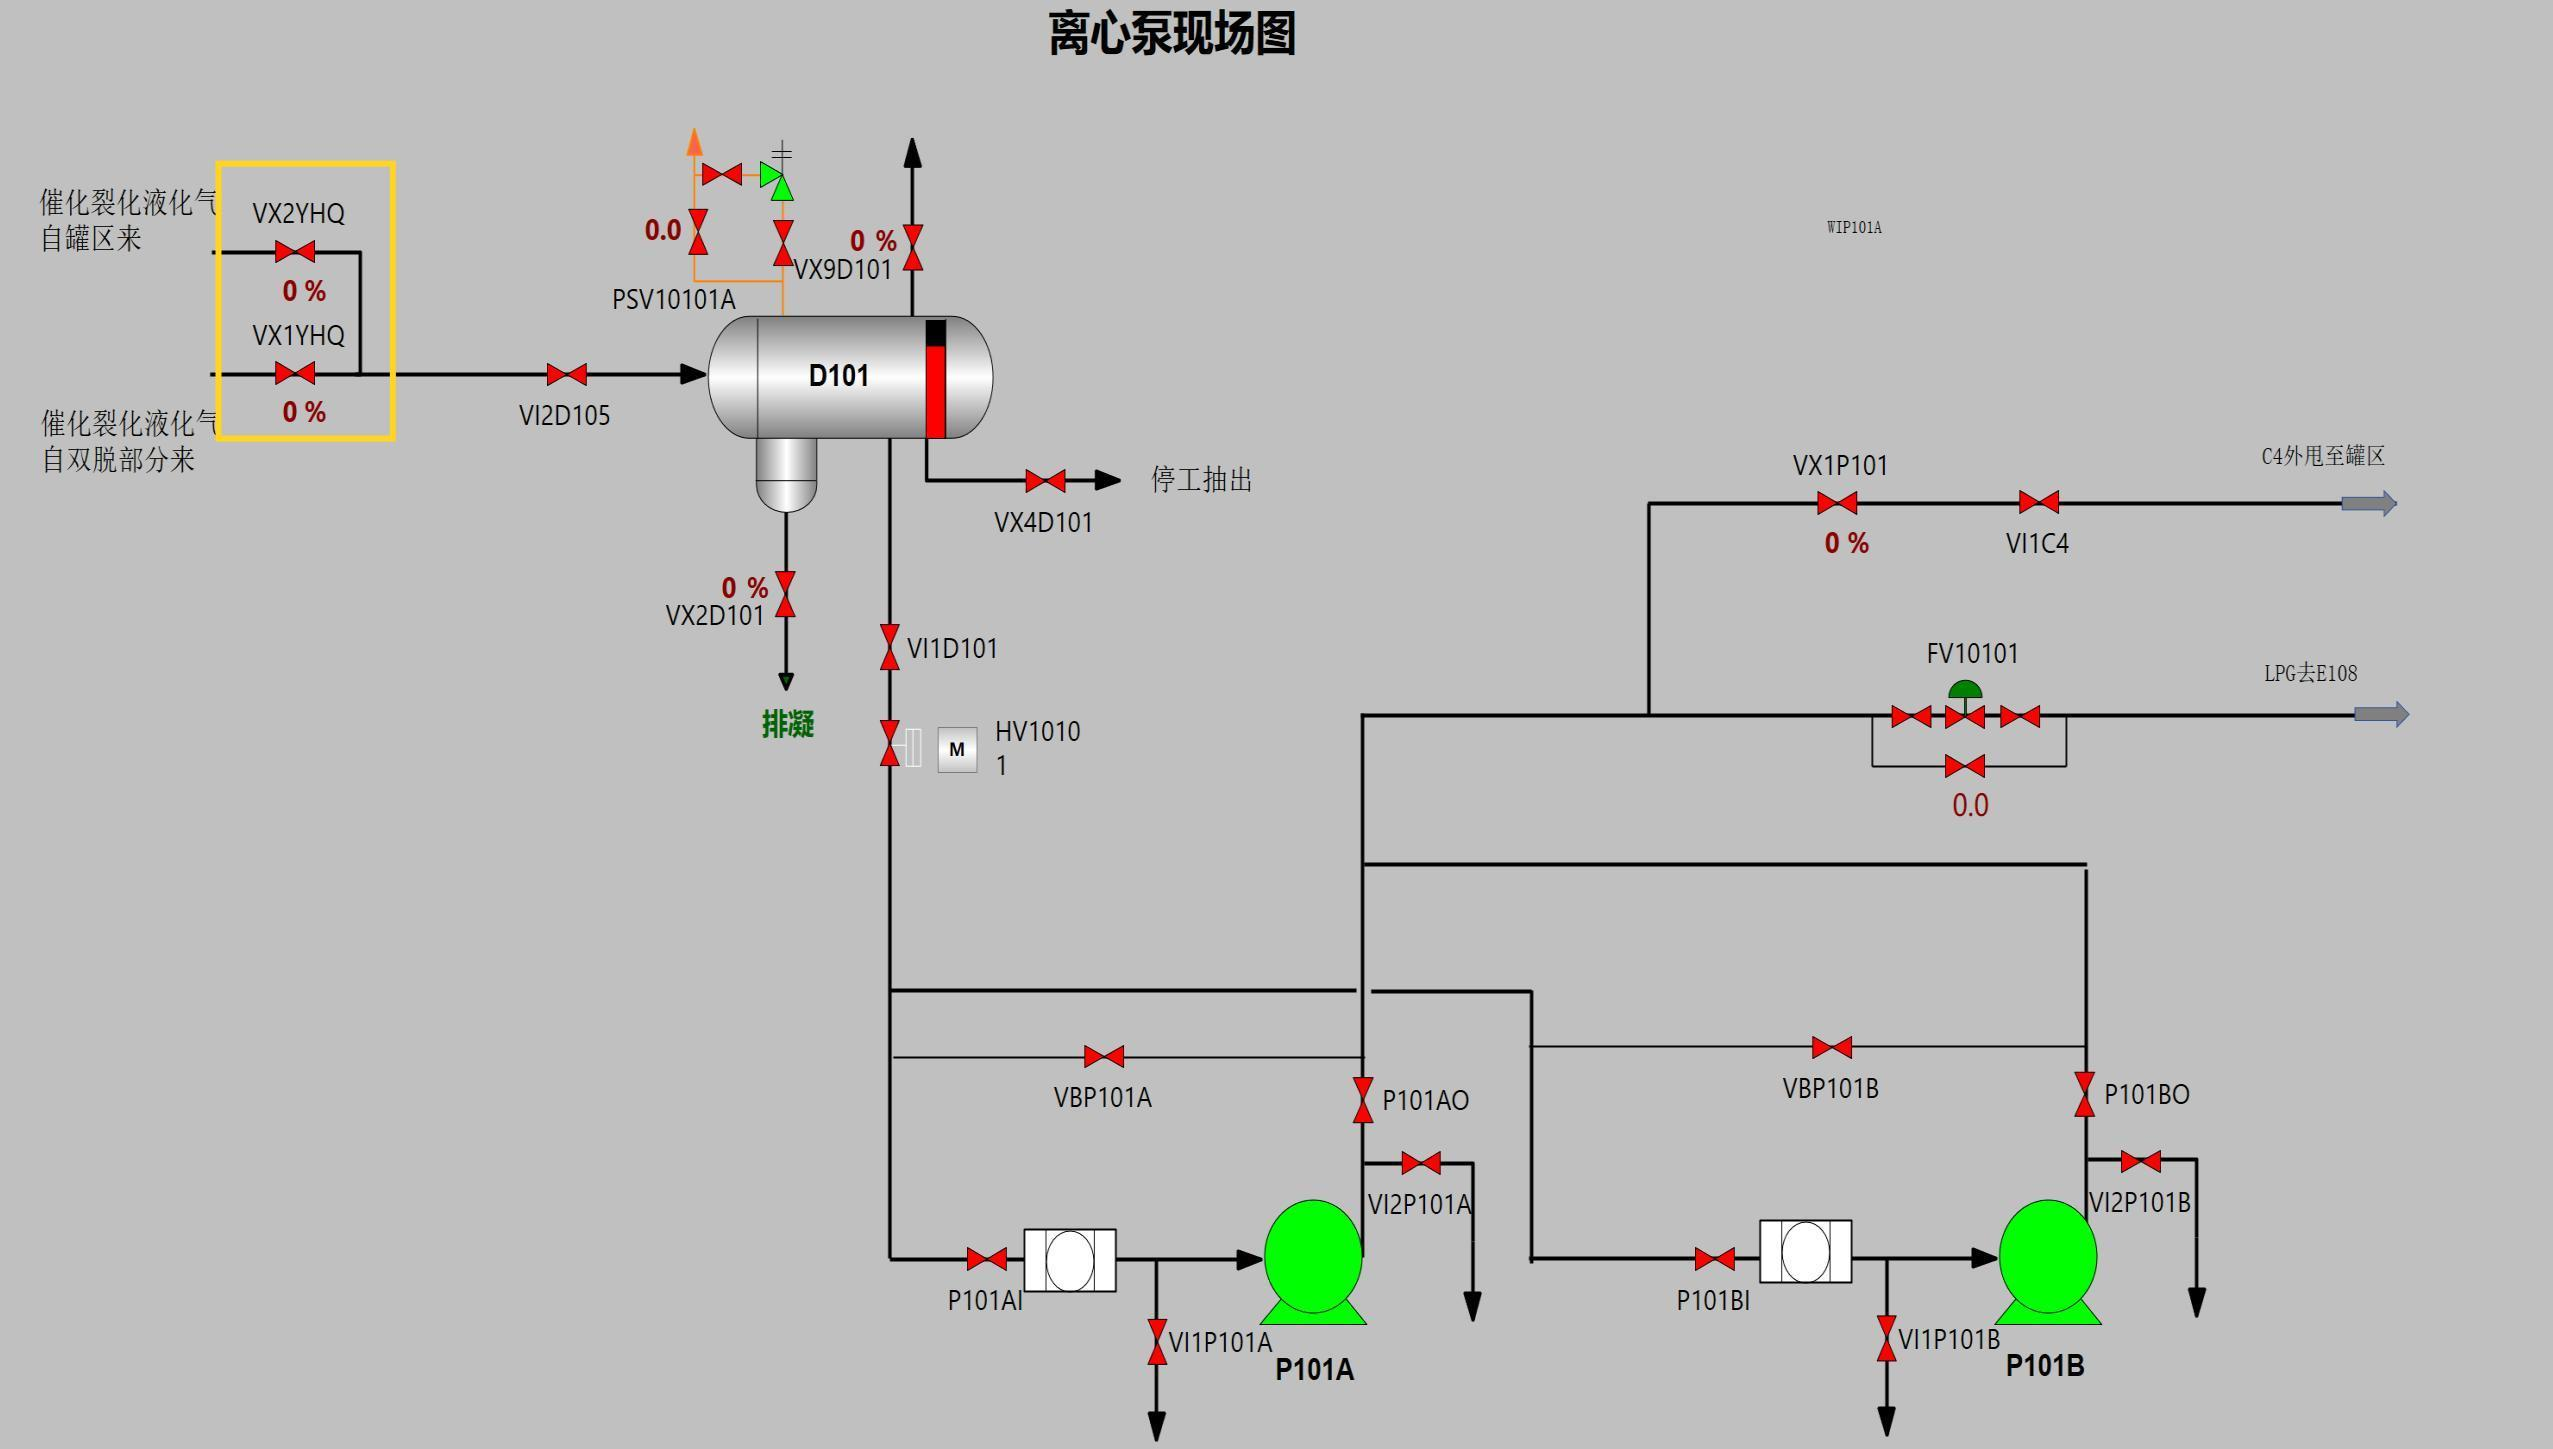 离心泵现场图
催化裂化液化气
自罐区来
VX2YHQ
0 %
VX1YHQ
0 %
催化裂化液化气
自双脱部分来
VI2D105
0.0
PSV10101A
0 %
VX9D101
D101
停工抽出
VX4D101
0 %
VX2D101
排凝
VI1D101
M
HV1010
1
WIP101A
VX1P101
0 %
VI1C4
C4外甩至罐区
FV10101
0.0
LPG去E108
VBP101A
P101AO
VI2P101A
P101AI
VI1P101A
P101A
VBP101B
P101BO
VI2P101B
P101BI
VI1P101B
P101B